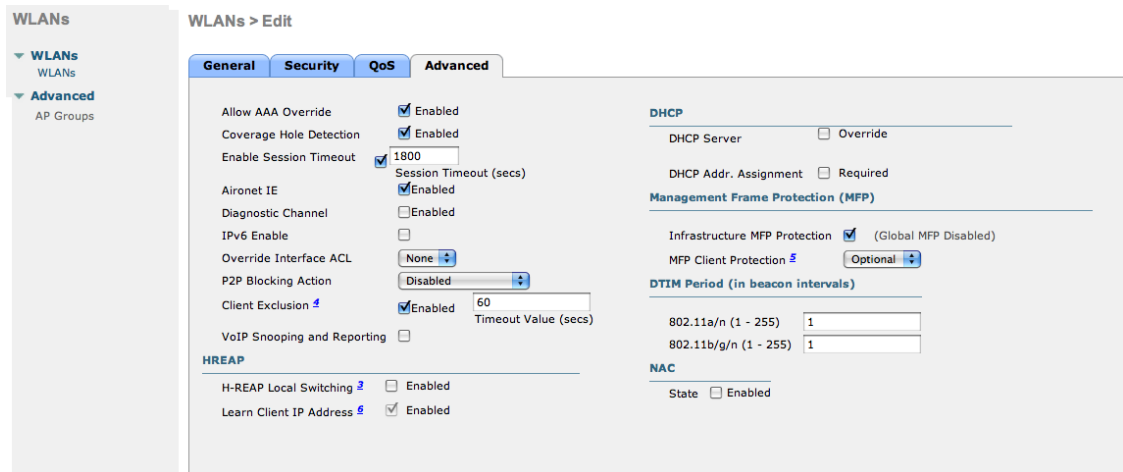 WLANs
WLANs > Edit
WLANs
WLANs
Advanced
AP Groups
General
Security
QoS
Advanced
Allow AAA Override
Enabled
Coverage Hole Detection
Enabled
Enable Session Timeout
1800
Session Timeout (secs)
Aironet IE
Enabled
Diagnostic Channel
Enabled
IPv6 Enable
Override Interface ACL
None
P2P Blocking Action
Disabled
Client Exclusion 4
Enabled
60
Timeout Value (secs)
VoIP Snooping and Reporting
HREAP
H-REAP Local Switching 3
Enabled
Learn Client IP Address 6
Enabled
DHCP
DHCP Server
Override
DHCP Addr. Assignment
Required
Management Frame Protection (MFP)
Infrastructure MFP Protection
(Global MFP Disabled)
MFP Client Protection 5
Optional
DTIM Period (in beacon intervals)
802.11a/n (1 - 255)
1
802.11b/g/n (1 - 255)
1
NAC
State
Enabled